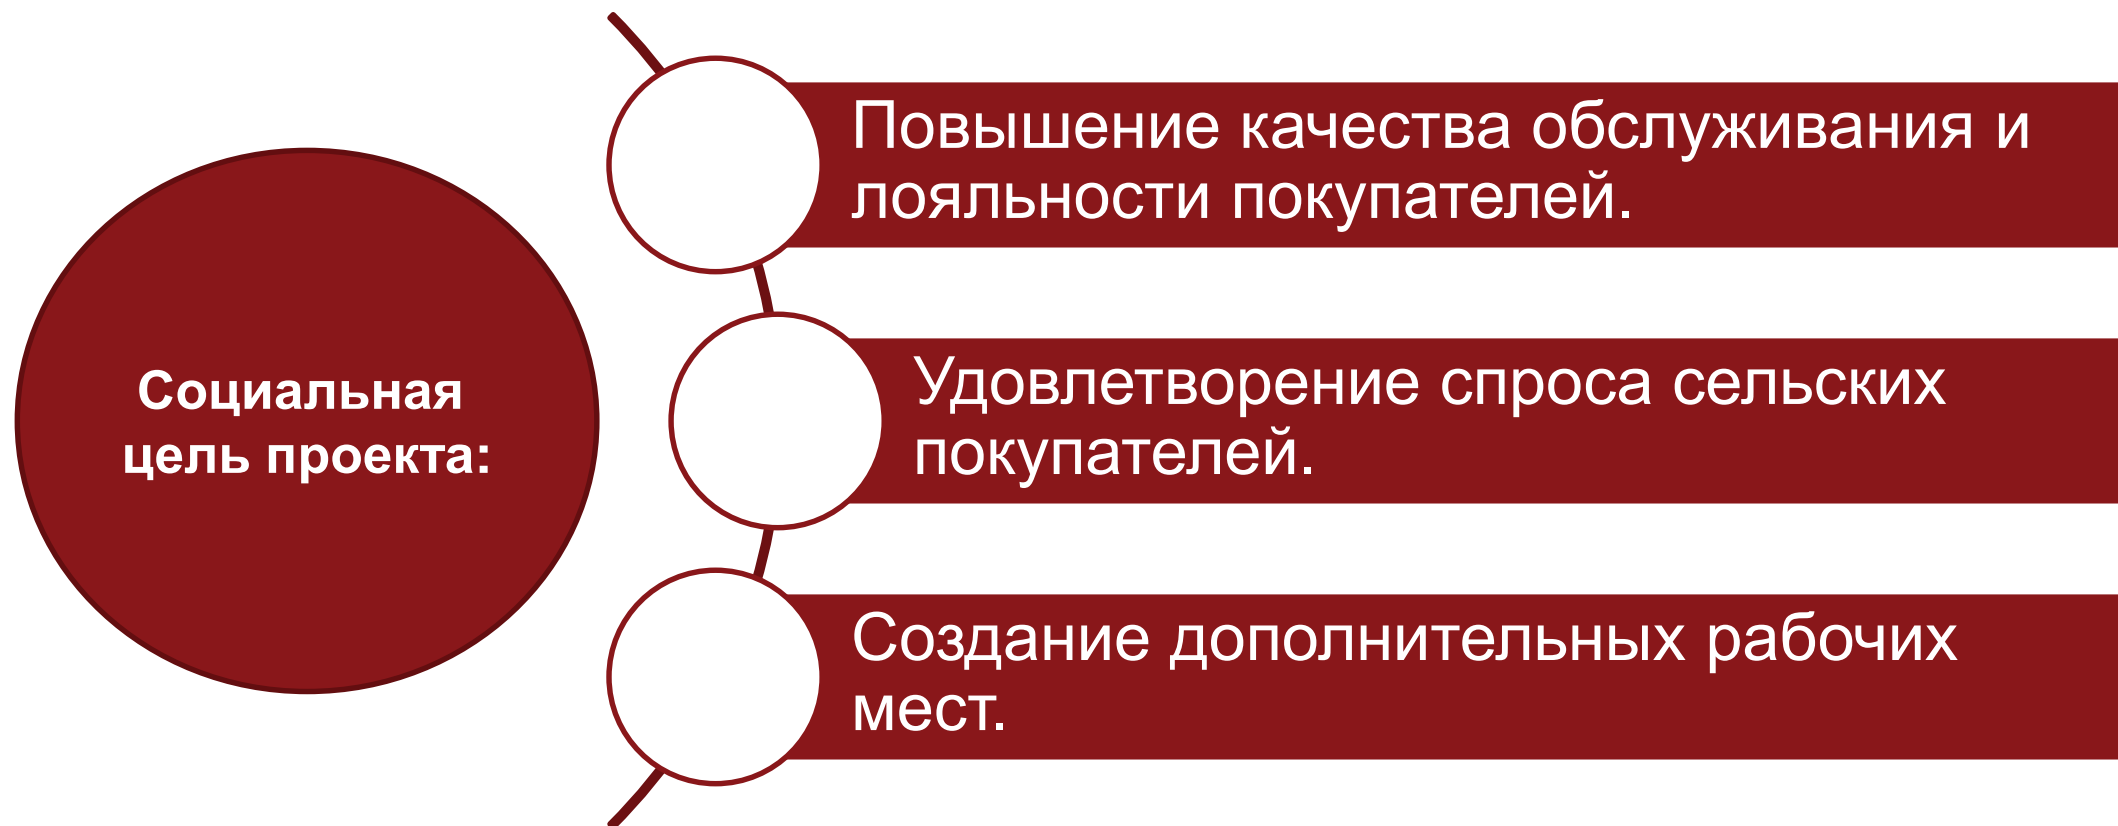 Социальная
цель проекта:
Повышение качества обслуживания и
лояльности покупателей.
Удовлетворение спроса сельских
покупателей.
Создание дополнительных рабочих
мест.